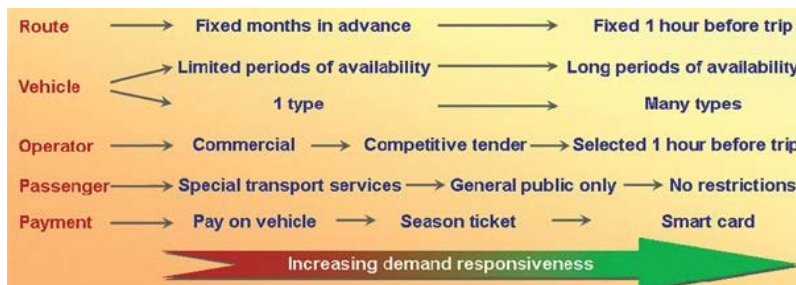 Route Fixed months in advance Fixed 1 hour before trip
Limited periods of availability Long periods of availability
Vehicle
1 type Many types
Operator Commercial Competitive tender Selected 1 hour before trip
Passenger Special transport services General public only No restrictions
Payment Pay on vehicle Season ticket Smart card
Increasing demand responsiveness